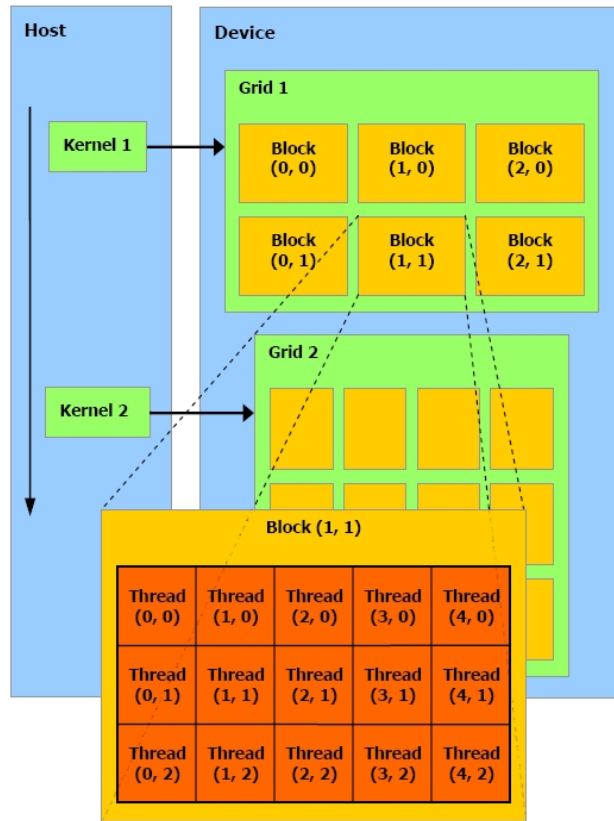 Host
Device
Grid 1
Kernel 1
Block
(0, 0)
Block
(1, 0)
Block
(2, 0)
Block
(0, 1)
Block
(1, 1)
Block
(2, 1)
Grid 2
Kernel 2
Block (1, 1)
Thread
(0, 0)
Thread
(1, 0)
Thread
(2, 0)
Thread
(3, 0)
Thread
(4, 0)
Thread
(0, 1)
Thread
(1, 1)
Thread
(2, 1)
Thread
(3, 1)
Thread
(4, 1)
Thread
(0, 2)
Thread
(1, 2)
Thread
(2, 2)
Thread
(3, 2)
Thread
(4, 2)